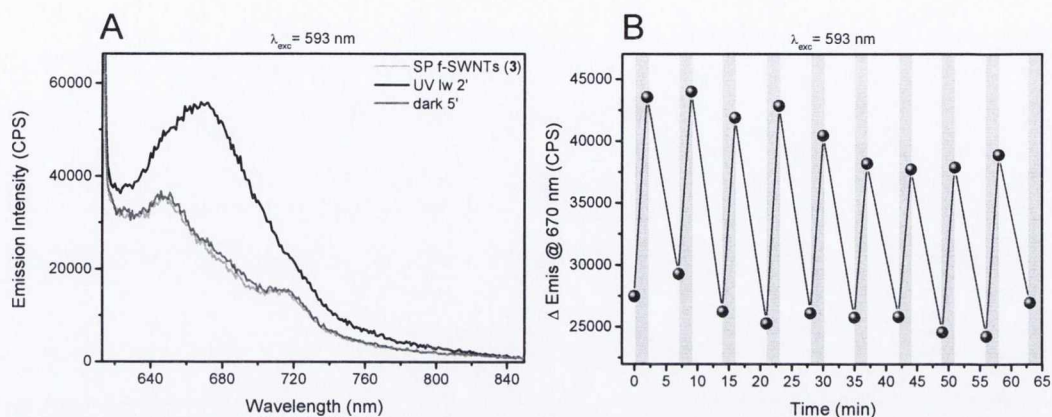 A
λexc= 593 nm
SP f-SWNTs (3)
UV lw 2'
dark 5'
Emission Intensity (CPS)
60000
40000
20000
0
640
680
720
760
800
840
Wavelength (nm)
B
λexc= 593 nm
Δ Emis @ 670 nm (CPS)
45000
40000
35000
30000
25000
0
5
10
15
20
25
30
35
40
45
50
55
60
65
Time (min)